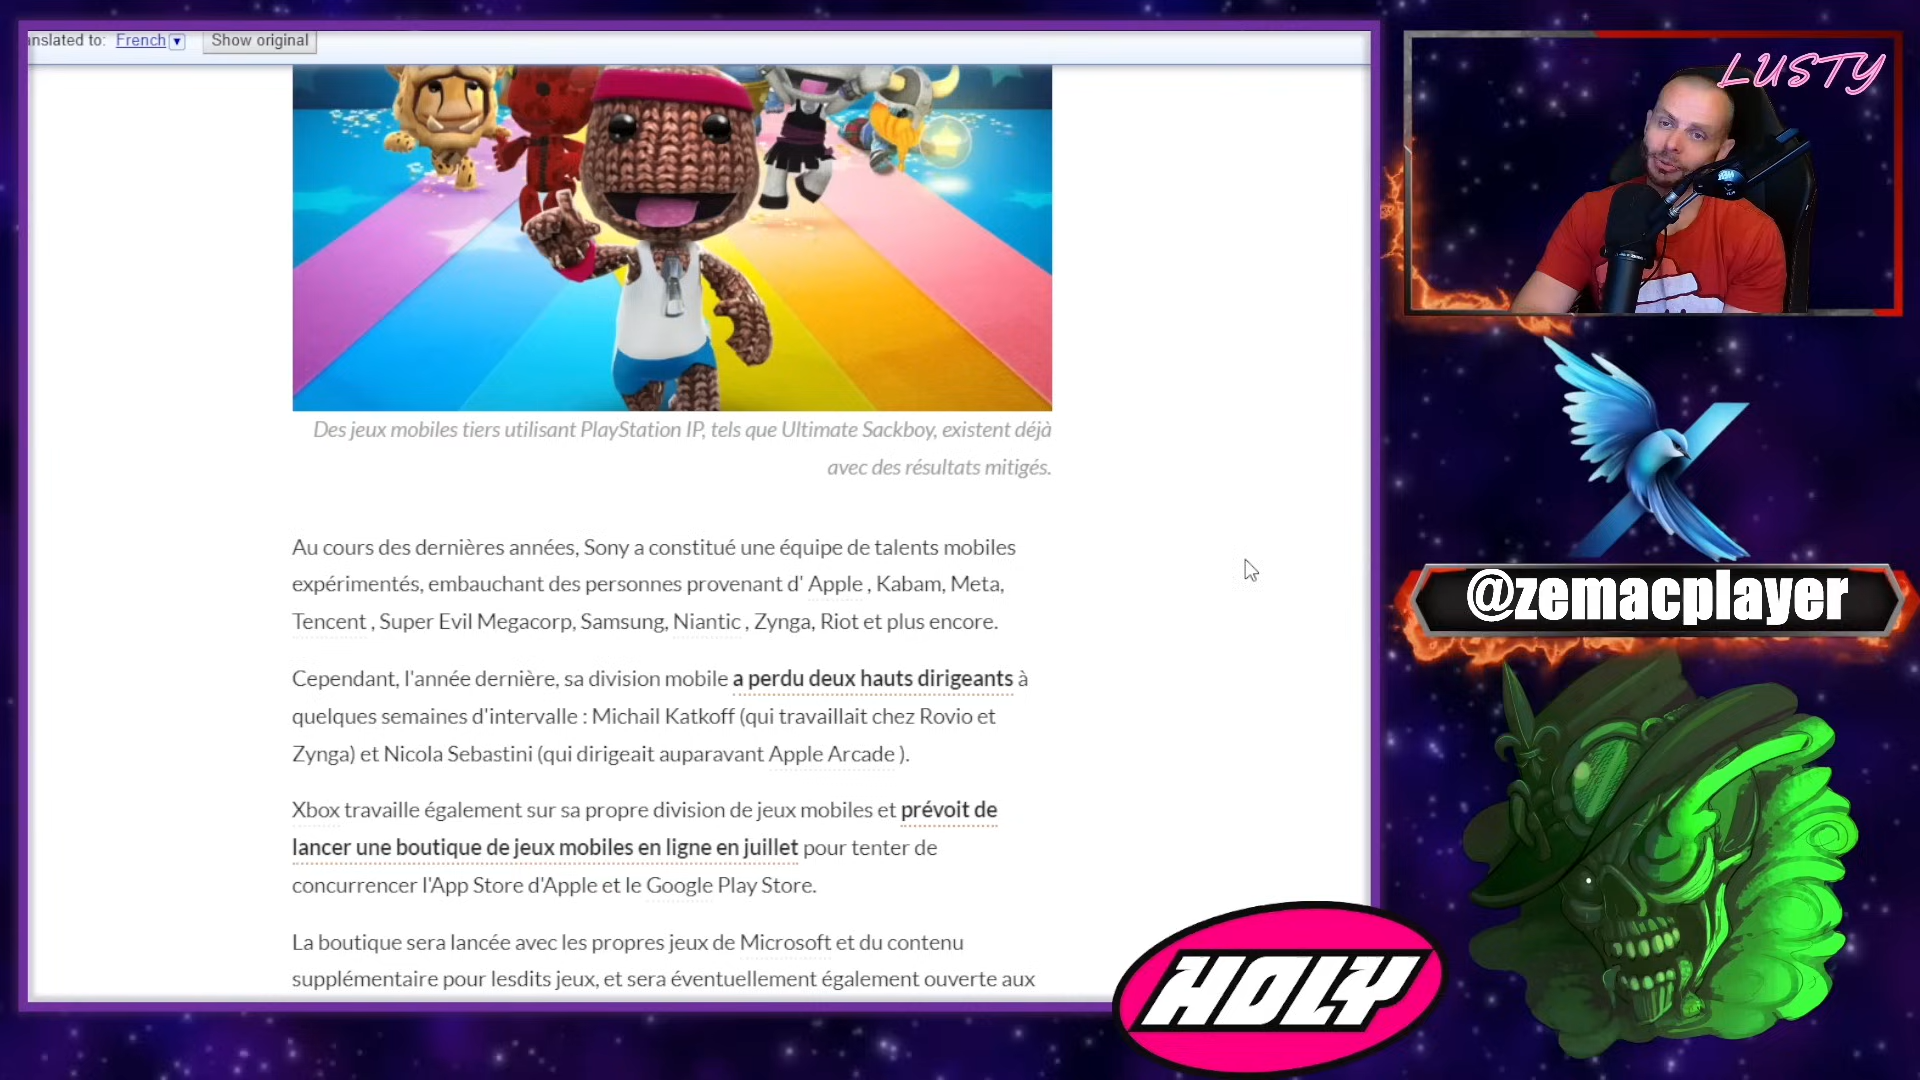 anslated to: French ▼ Show original
LUSTY
Des jeux mobiles tiers utilisant PlayStation IP, tels que Ultimate Sackboy, existent déjà
avec des résultats mitigés.
Au cours des dernières années, Sony a constitué une équipe de talents mobiles
expérimentés, embauchant des personnes provenant d' Apple , Kabam, Meta,
Tencent , Super Evil Megacorp, Samsung, Niantic , Zynga, Riot et plus encore.
Cependant, l'année dernière, sa division mobile a perdu deux hauts dirigeants à
quelques semaines d'intervalle : Michail Katkoff (qui travaillait chez Rovio et
Zynga) et Nicola Sebastini (qui dirigeait auparavant Apple Arcade ).
Xbox travaille également sur sa propre division de jeux mobiles et prévoit de
lancer une boutique de jeux mobiles en ligne en juillet pour tenter de
concurrencer l'App Store d'Apple et le Google Play Store.
La boutique sera lancée avec les propres jeux de Microsoft et du contenu
supplémentaire pour lesdits jeux, et sera éventuellement également ouverte aux
@zemacplayer
HOLY